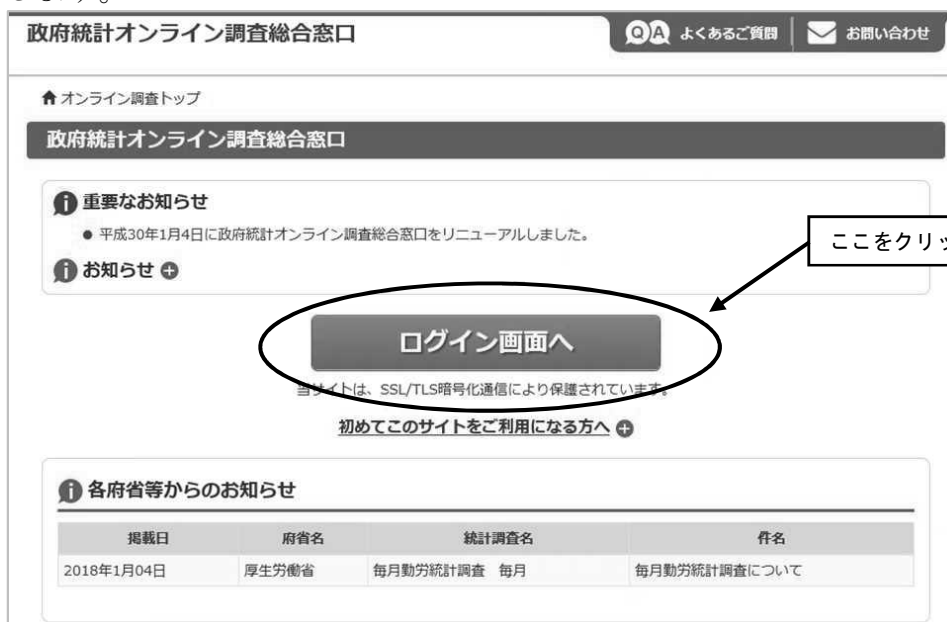 政府統計オンライン調査総合窓口
QA よくあるご質問
お問い合わせ
オンライン調査トップ
政府統計オンライン調査総合窓口
重要なお知らせ
● 平成30年1月4日に政府統計オンライン調査総合窓口をリニューアルしました。
ここをクリッ
お知らせ
ログイン画面へ
当サイトは、SSL/TLS暗号化通信により保護されています。
初めてこのサイトをご利用になる方へ
各府省等からのお知らせ
掲載日 府省名 統計調査名 件名
2018年1月04日 厚生労働省 毎月勤労統計調査 毎月 毎月勤労統計調査について